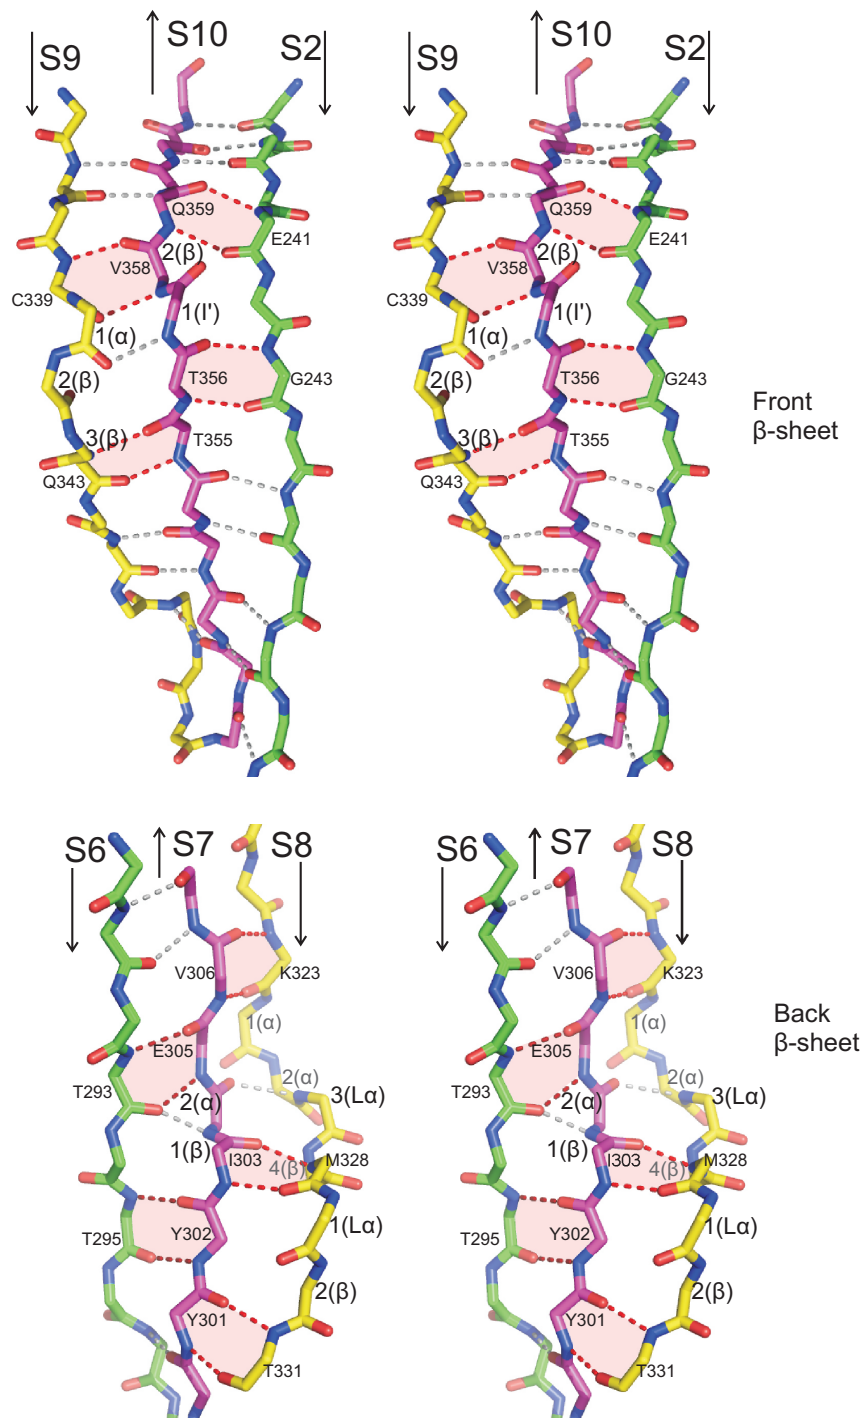 S9 S10 S2 S9 S10 S2
Q359 Q359
E241 E241
2(β) 2(β)
V358 V358
C339 C339
1(I') 1(I')
1(α) 1(α)
2(β) T356 G243 2(β) T356 G243
Front
β-sheet
3(β) T355 3(β) T355
Q343 Q343
S6 S7 S8 S6 S7 S8
V306 K323 V306 K323
Back
β-sheet
1(α) 1(α)
E305 E305
T293 2(α) T293 2(α)
2(α) 3(Lα) 2(α) 3(Lα)
1(β) I303 4(β) M328 1(β) I303 4(β) M328
T295 Y302 1(Lα) T295 Y302 1(Lα)
2(β) 2(β)
Y301 Y301
T331 T331